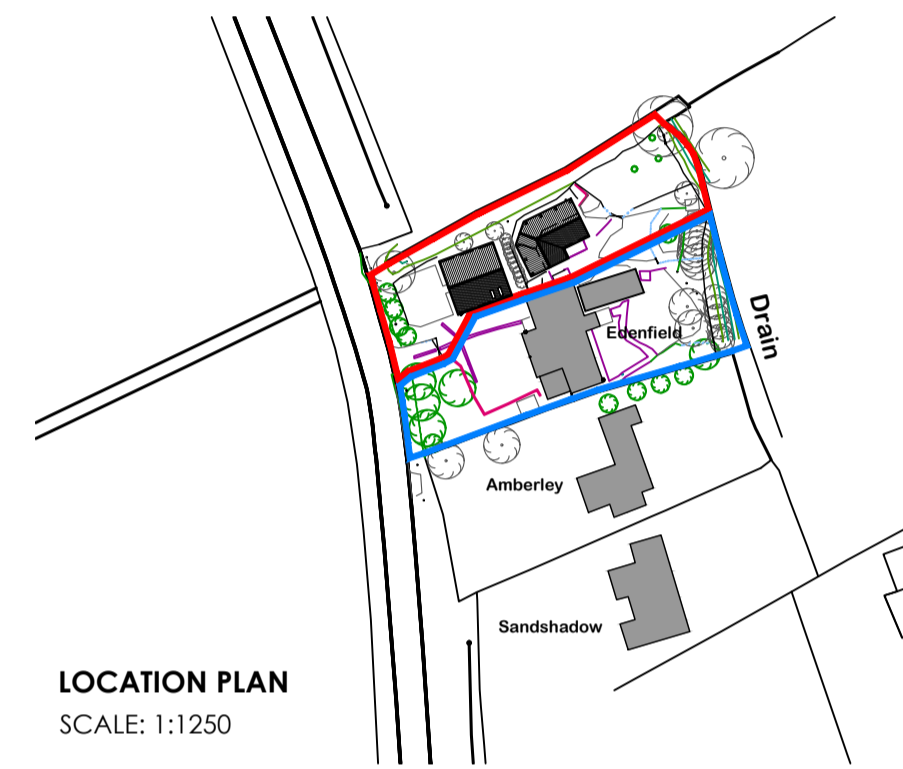 Edenfield
Drain
Amberley
Sandshadow
LOCATION PLAN
SCALE: 1:1250